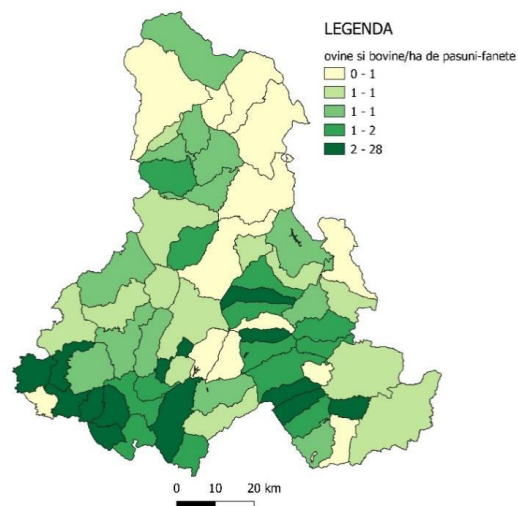 LEGENDA
ovine si bovine/ha de pasuni-fanete
0 - 1
1 - 1
1 - 1
1 - 2
2 - 28
0 10 20 km